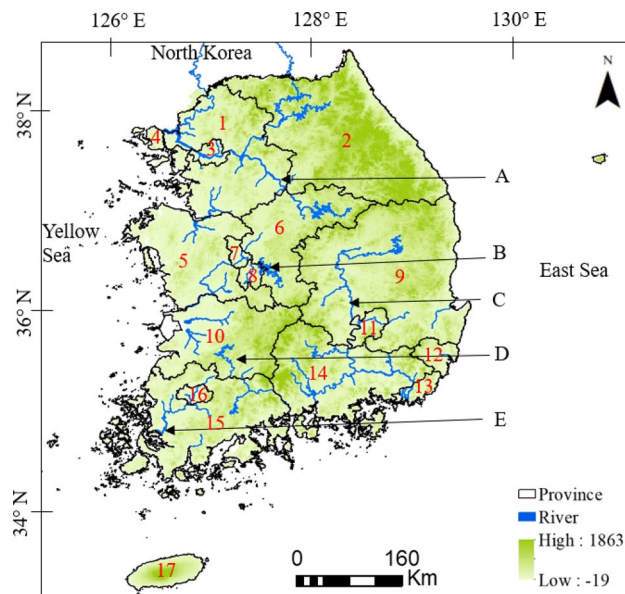 126° E
128° E
130° E
North Korea
N
38° N
1
2
3
4
A
Yellow
Sea
6
5
7
B
8
9
East Sea
C
36° N
10
11
12
D
14
13
16
15
E
Province
River
34° N
High : 1863
17
0
160
Km
Low : -19